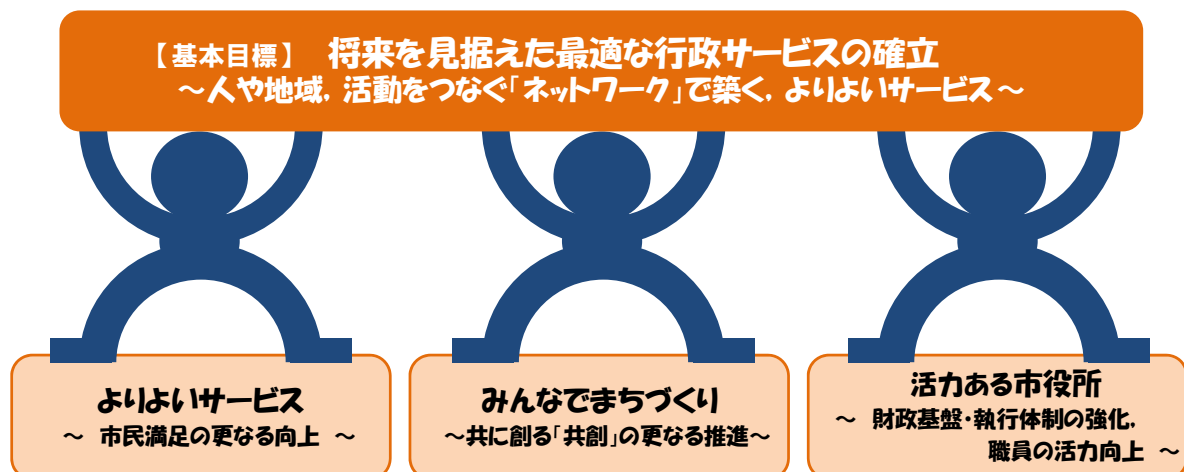 【基本目標】 将来を見据えた最適な行政サービスの確立
～人や地域，活動をつなぐ「ネットワーク」で築く，よりよいサービス～
よりよいサービス
～ 市民満足の更なる向上 ～
みんなでまちづくり
～共に創る「共創」の更なる推進～
活力ある市役所
～ 財政基盤・執行体制の強化，
職員の活力向上 ～